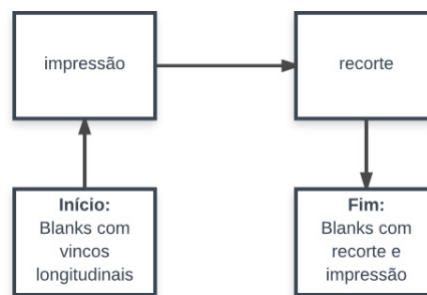 impressão
recorte
Início:
Blanks com
vincos
longitudinais
Fim:
Blanks com
recorte e
impressão